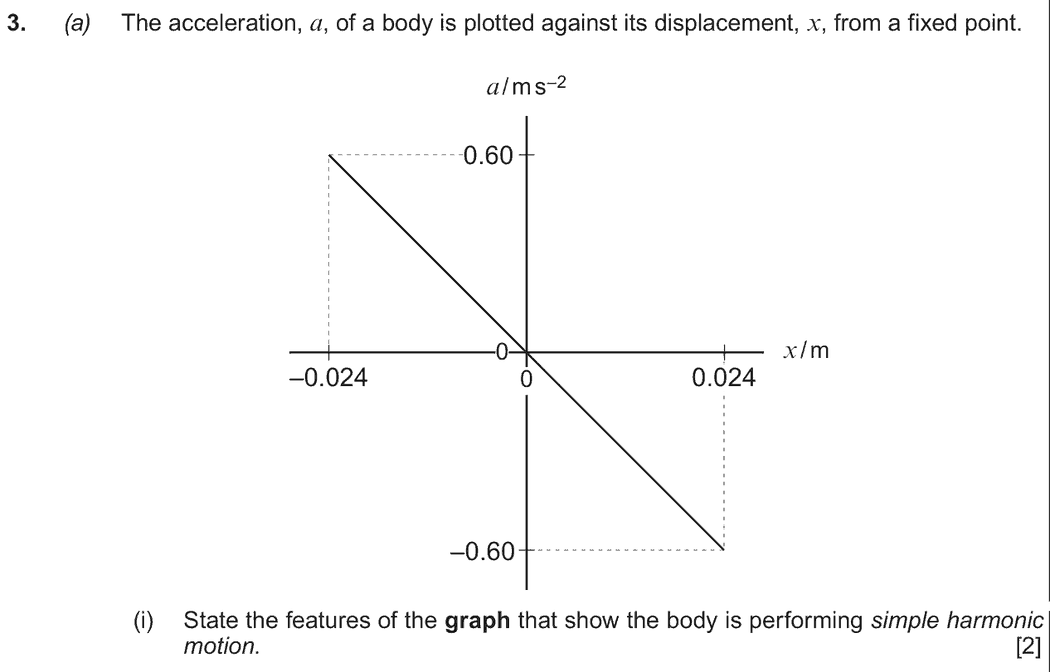 3. (a) The acceleration, a, of a body is plotted against its displacement, x, from a fixed point.
a/m s⁻²
0.60
0
x/m
−0.024
0
0.024
−0.60
(i) State the features of the graph that show the body is performing simple harmonic
motion. [2]